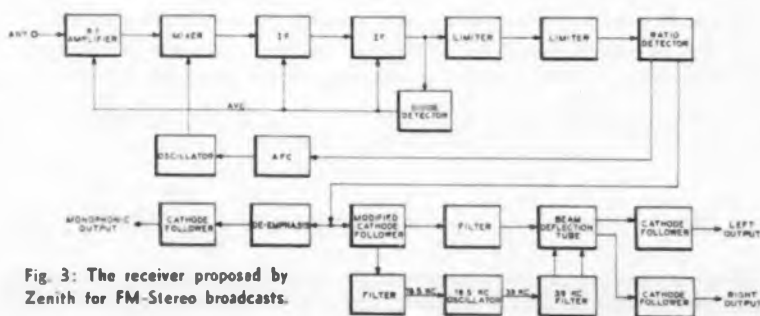 ANT
R F
AMPLIFIER
MIXER
I F
I F
LIMITER
LIMITER
RATIO
DETECTOR
AVC
DETECTOR
OSCILLATOR
AFC
MONOPHONIC
OUTPUT
CATHODE
FOLLOWER
DE-EMPHASIS
MODIFIED
CATHODE
FOLLOWER
FILTER
BEAM
DEFLECTION
TUBE
CATHODE
FOLLOWER
LEFT
OUTPUT
FILTER
19.5 KC
19.5 KC
OSCILLATOR
39 KC
39 KC
FILTER
CATHODE
FOLLOWER
RIGHT
OUTPUT
Fig. 3: The receiver proposed by
Zenith for FM-Stereo broadcasts.